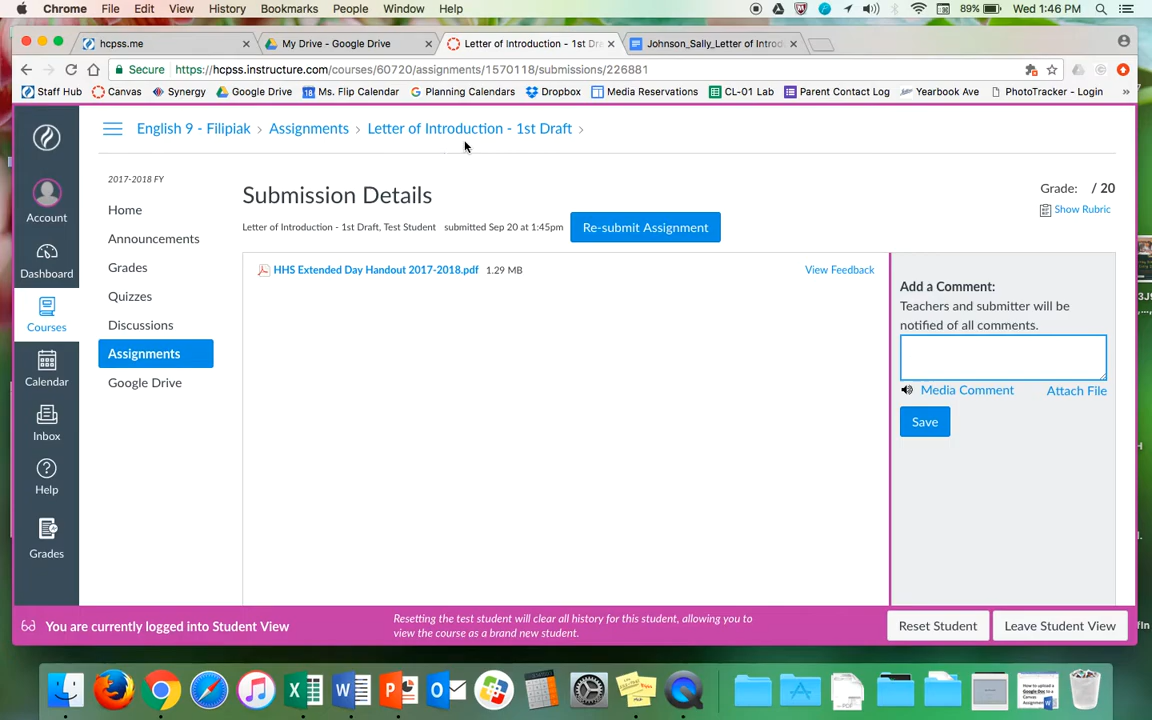 Chrome File Edit View History Bookmarks People Window Help 89% Wed 1:46 PM
hcpss.me × My Drive - Google Drive × Letter of Introduction - 1st Dra × Johnson_Sally_Letter of Introd ×
Secure https://hcpss.instructure.com/courses/60720/assignments/1570118/submissions/226881
Staff Hub Canvas Synergy Google Drive 18 Ms. Flip Calendar Planning Calendars Dropbox Media Reservations CL-01 Lab Parent Contact Log Yearbook Ave PhotoTracker - Login »
English 9 - Filipiak › Assignments › Letter of Introduction - 1st Draft ›
Account
Dashboard
Courses
Calendar
Inbox
Help
Grades
2017-2018 FY
Home
Announcements
Grades
Quizzes
Discussions
Assignments
Google Drive
Submission Details
Letter of Introduction - 1st Draft, Test Student submitted Sep 20 at 1:45pm
Re-submit Assignment
Grade: / 20
Show Rubric
HHS Extended Day Handout 2017-2018.pdf 1.29 MB View Feedback
Add a Comment:
Teachers and submitter will be
notified of all comments.
Media Comment Attach File
Save
You are currently logged into Student View
Resetting the test student will clear all history for this student, allowing you to
view the course as a brand new student.
Reset Student Leave Student View
How to upload
a Google Doc to
a Canvas